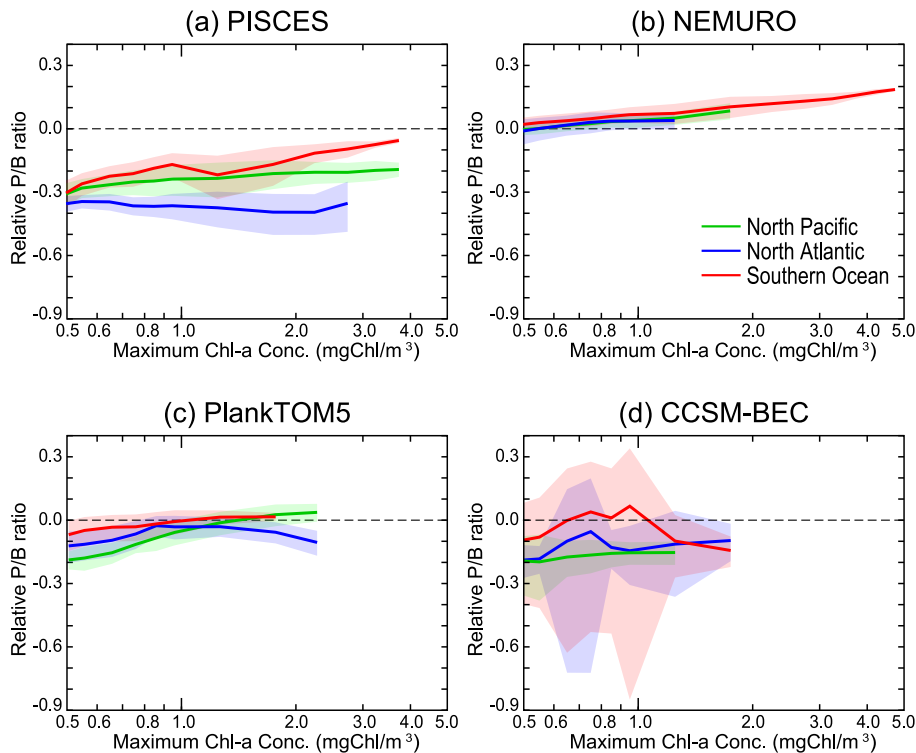 (a) PISCES
(b) NEMURO
Relative P/B ratio
0.3
0.0
-0.3
-0.6
-0.9
0.5 0.6 0.8 1.0 2.0 3.0 4.0 5.0
Maximum Chl-a Conc. (mgChl/m³)
Relative P/B ratio
0.3
0.0
-0.3
-0.6
-0.9
North Pacific
North Atlantic
Southern Ocean
0.5 0.6 0.8 1.0 2.0 3.0 4.0 5.0
Maximum Chl-a Conc. (mgChl/m³)
(c) PlankTOM5
(d) CCSM-BEC
Relative P/B ratio
0.3
0.0
-0.3
-0.6
-0.9
0.5 0.6 0.8 1.0 2.0 3.0 4.0 5.0
Maximum Chl-a Conc. (mgChl/m³)
Relative P/B ratio
0.3
0.0
-0.3
-0.6
-0.9
0.5 0.6 0.8 1.0 2.0 3.0 4.0 5.0
Maximum Chl-a Conc. (mgChl/m³)